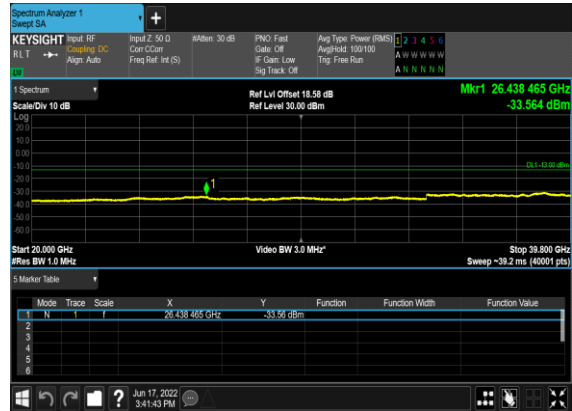 Spectrum Analyzer 1
Swept SA
+
KEYSIGHT Input: RF Input Z: 50 Ω #Atten: 30 dB PNO: Fast Avg Type: Power (RMS) 1 2 3 4 5 6
RLT Coupling: DC Corr CCorr Gate: Off Avg|Hold: 100/100 A W W W W W
Align: Auto Freq Ref: Int (S) IF Gain: Low Trig: Free Run
Sig Track: Off A N N N N N
1 Spectrum Ref Lvl Offset 18.58 dB Mkr1 26.438 465 GHz
Scale/Div 10 dB Ref Level 30.00 dBm -33.564 dBm
Log
20.0
10.0
0.00
-10.0 DL1 -13.00 dBm
-20.0
-30.0 1
-40.0
-50.0
-60.0
Start 20.000 GHz Video BW 3.0 MHz* Stop 39.800 GHz
#Res BW 1.0 MHz Sweep ~39.2 ms (40001 pts)
5 Marker Table
Mode Trace Scale X Y Function Function Width Function Value
1 N 1 f 26.438 465 GHz -33.56 dBm
2
3
4
5
6
? Jun 17, 2022
3:41:43 PM